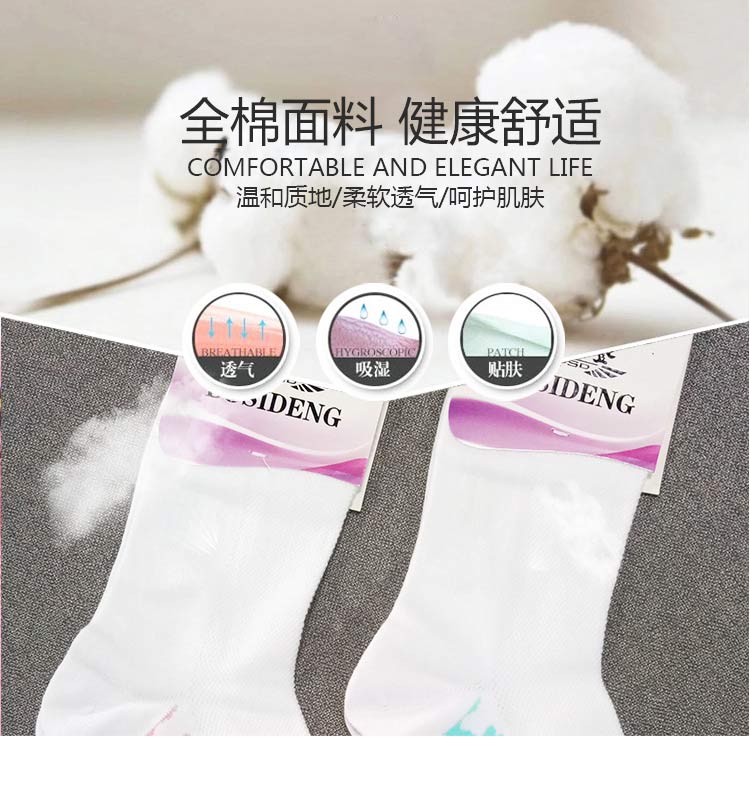 全棉面料 健康舒适
COMFORTABLE AND ELEGANT LIFE
温和质地/柔软透气/呵护肌肤
BREATHABLE
透气
HYGROSCOPIC
吸湿
PATCH
贴肤
SIDENG
SIDENG